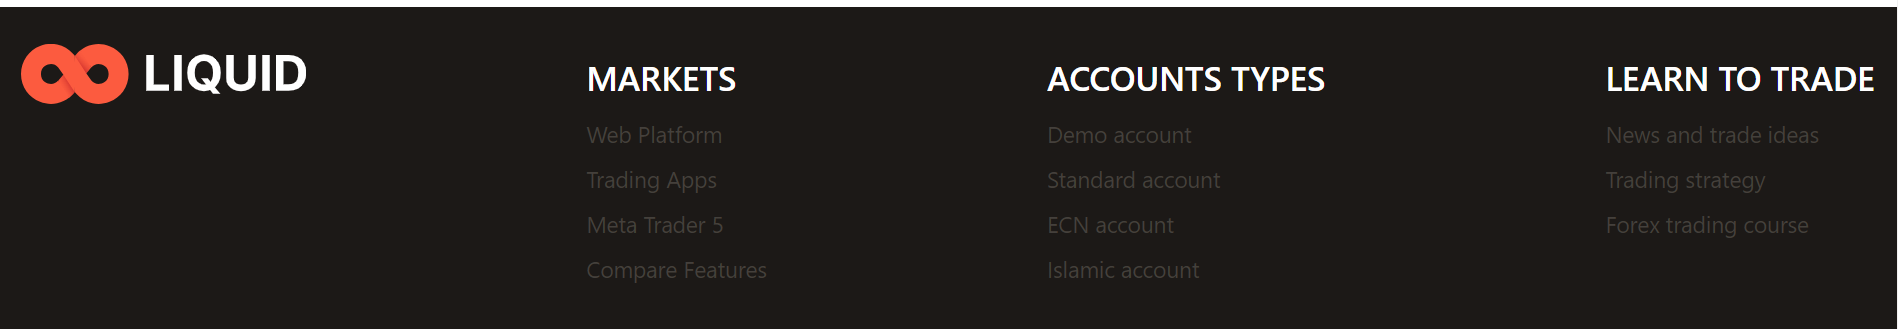 LIQUID
MARKETS
Web Platform
Trading Apps
Meta Trader 5
Compare Features
ACCOUNTS TYPES
Demo account
Standard account
ECN account
Islamic account
LEARN TO TRADE
News and trade ideas
Trading strategy
Forex trading course